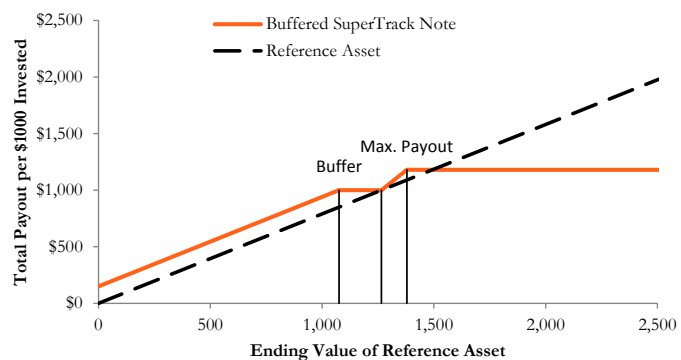 $2,500
Buffered SuperTrack Note
Reference Asset
$2,000
Total Payout per $1000 Invested
$1,500
Max. Payout
Buffer
$1,000
$500
$0
0 500 1,000 1,500 2,000 2,500
Ending Value of Reference Asset